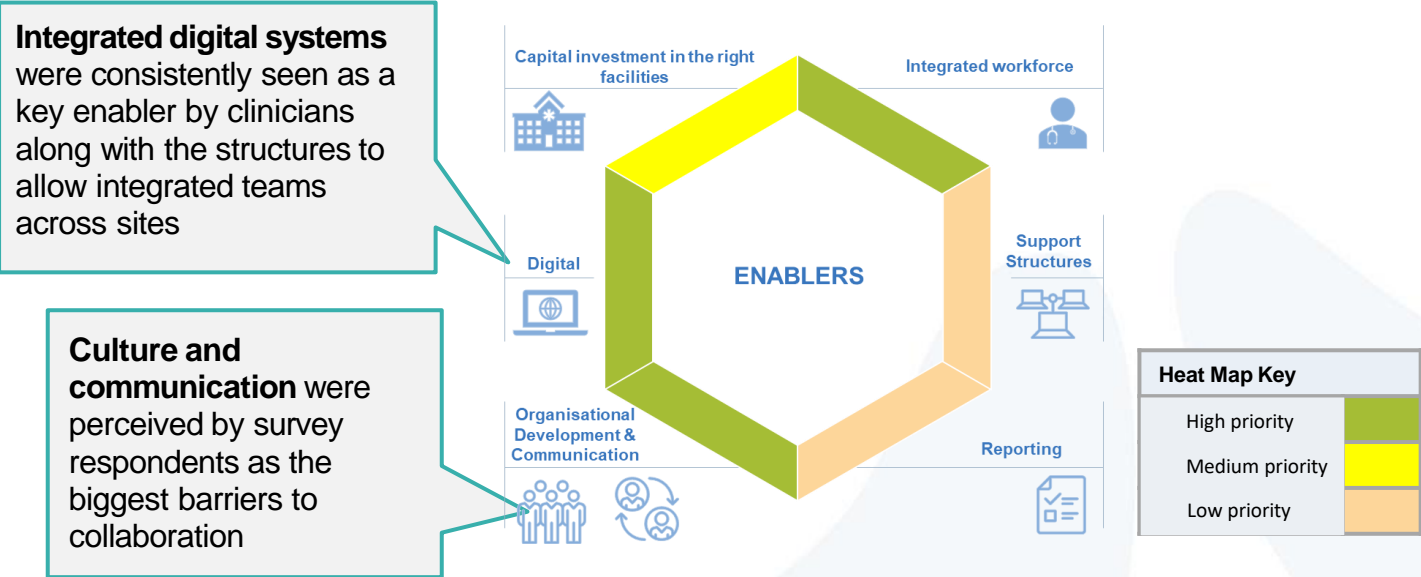 Integrated digital systems
were consistently seen as a
key enabler by clinicians
along with the structures to
allow integrated teams
across sites
Culture and
communication were
perceived by survey
respondents as the
biggest barriers to
collaboration
Capital investment in the right
facilities
Integrated workforce
Digital
ENABLERS
Support
Structures
Organisational
Development &
Communication
Reporting
Heat Map Key
High priority
Medium priority
Low priority